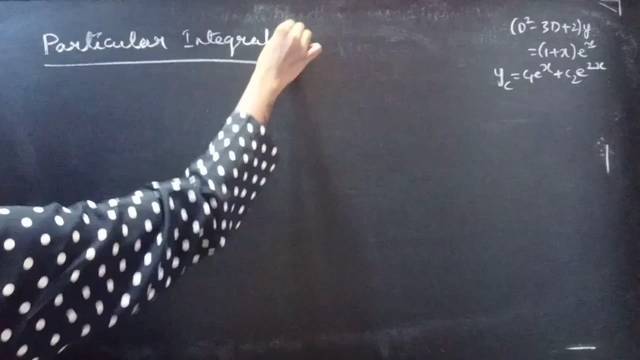 Particular Integral
(D² - 3D+2)y
=(1+x)e^x
y_c = c₁e^x + c₂e^2x